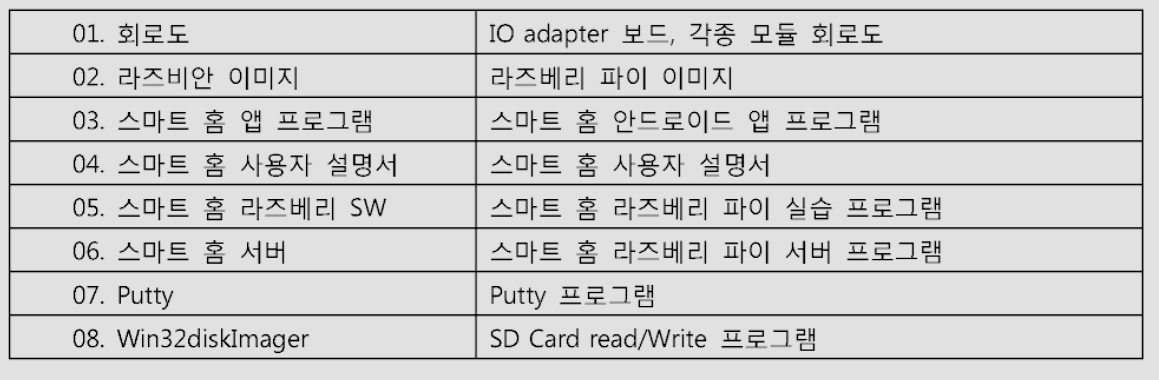 01. 회로도 IO adapter 보드, 각종 모듈 회로도
02. 라즈비안 이미지 라즈베리 파이 이미지
03. 스마트 홈 앱 프로그램 스마트 홈 안드로이드 앱 프로그램
04. 스마트 홈 사용자 설명서 스마트 홈 사용자 설명서
05. 스마트 홈 라즈베리 SW 스마트 홈 라즈베리 파이 실습 프로그램
06. 스마트 홈 서버 스마트 홈 라즈베리 파이 서버 프로그램
07. Putty Putty 프로그램
08. Win32diskImager SD Card read/Write 프로그램